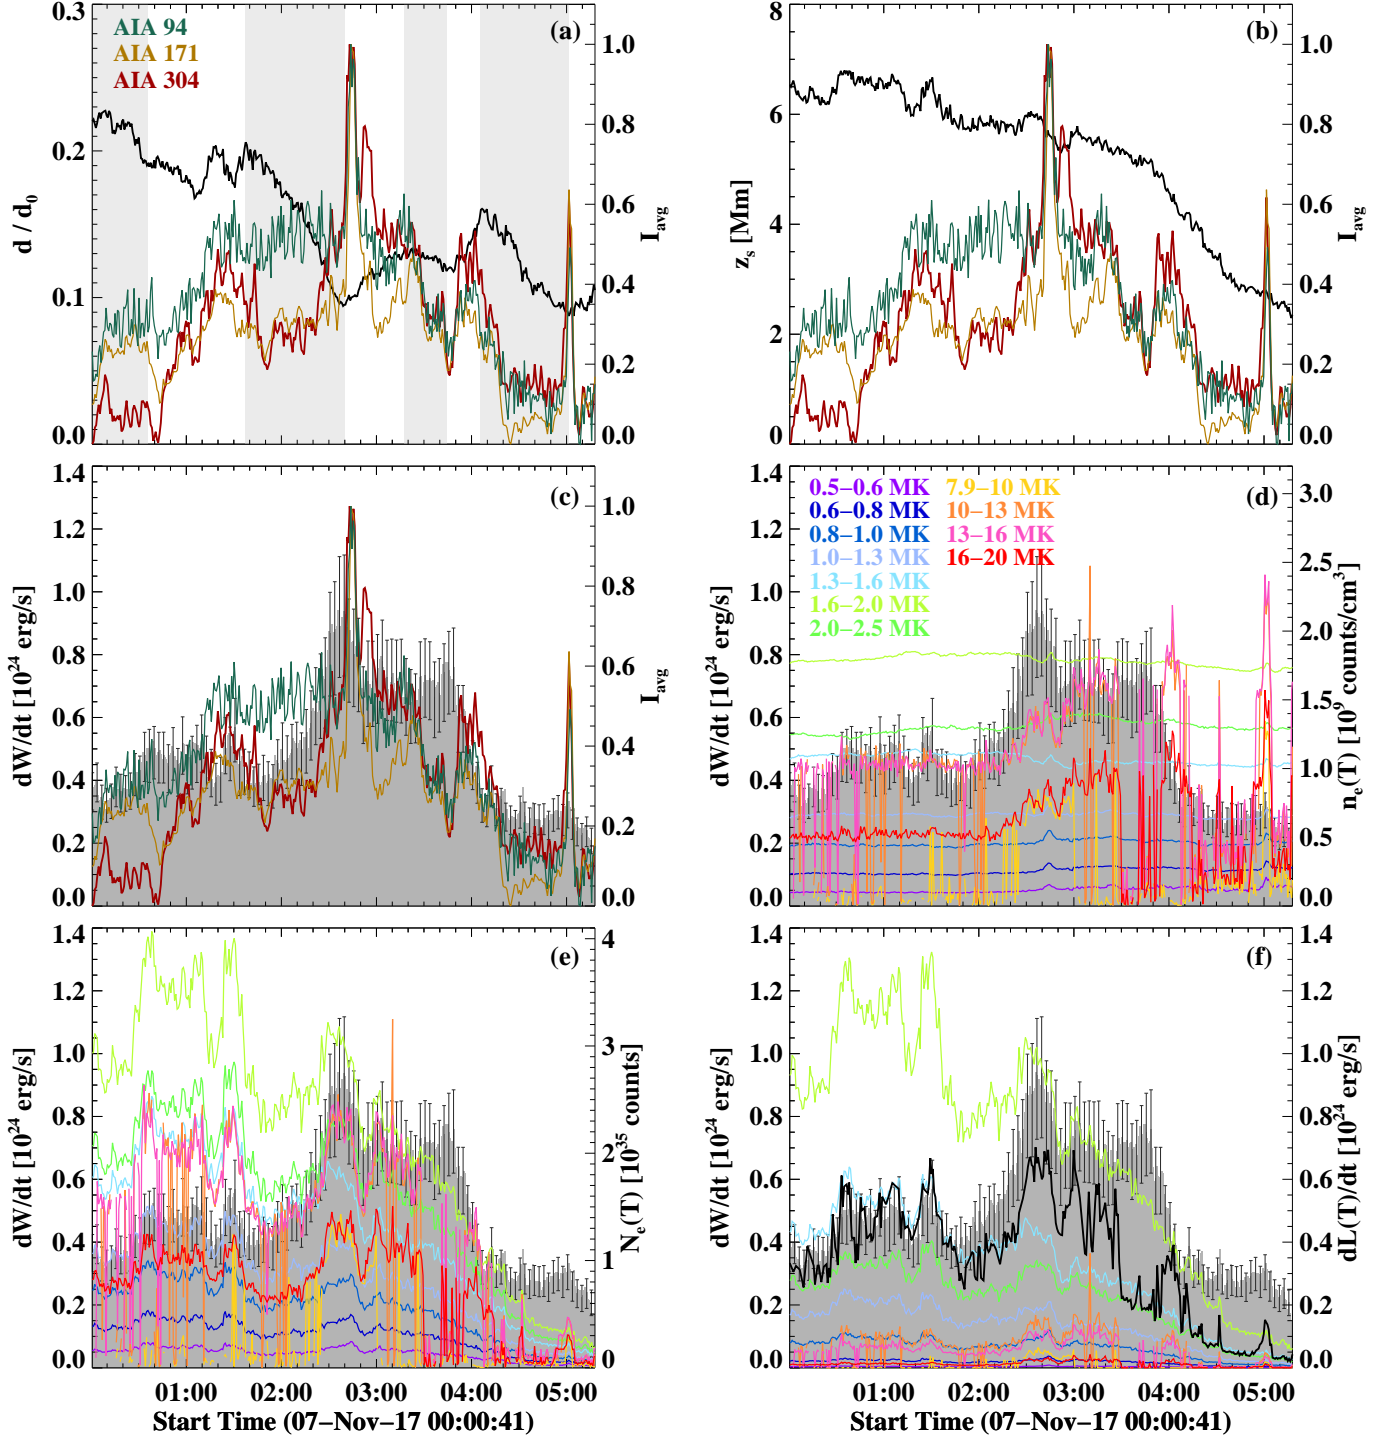 0.3
AIA 94
AIA 171
AIA 304
(a)
1.0
0.8
0.6
0.4
0.2
0.0
0.2
0.1
0.0
d / d0
Iavg
8
6
4
2
0
zs [Mm]
(b)
1.0
0.8
0.6
0.4
0.2
0.0
Iavg
1.4
1.2
1.0
0.8
0.6
0.4
0.2
0.0
dW/dt [10^24 erg/s]
(c)
1.0
0.8
0.6
0.4
0.2
0.0
Iavg
1.4
1.2
1.0
0.8
0.6
0.4
0.2
0.0
dW/dt [10^24 erg/s]
0.5−0.6 MK
0.6−0.8 MK
0.8−1.0 MK
1.0−1.3 MK
1.3−1.6 MK
1.6−2.0 MK
2.0−2.5 MK
7.9−10 MK
10−13 MK
13−16 MK
16−20 MK
(d)
3.0
2.5
2.0
1.5
1.0
0.5
0.0
ne(T) [10^9 counts/cm^3]
1.4
1.2
1.0
0.8
0.6
0.4
0.2
0.0
dW/dt [10^24 erg/s]
(e)
4
3
2
1
0
Ne(T) [10^35 counts]
01:00
02:00
03:00
04:00
05:00
Start Time (07−Nov−17 00:00:41)
1.4
1.2
1.0
0.8
0.6
0.4
0.2
0.0
dW/dt [10^24 erg/s]
(f)
1.4
1.2
1.0
0.8
0.6
0.4
0.2
0.0
dL(T)/dt [10^24 erg/s]
01:00
02:00
03:00
04:00
05:00
Start Time (07−Nov−17 00:00:41)